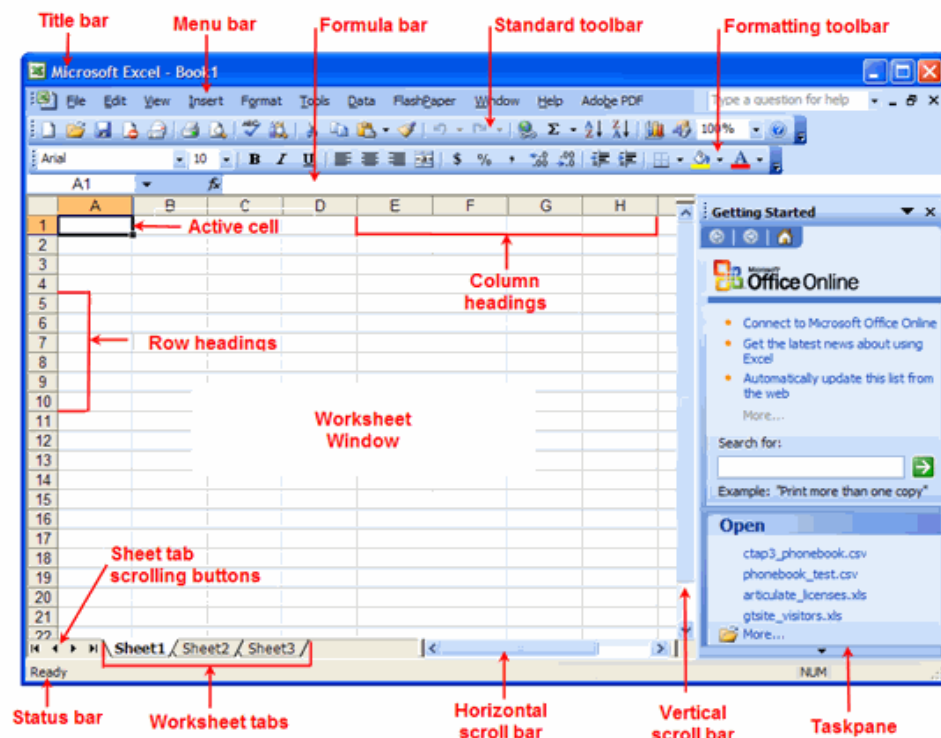 Title bar
Menu bar
Formula bar
Standard toolbar
Formatting toolbar
Microsoft Excel - Book1
File Edit View Insert Format Tools Data FlashPaper Window Help Adobe PDF Type a question for help
100%
Arial 10 B I U $ % ,
A1 fx
A B C D E F G H
Getting Started
1
Active cell
2
3
Microsoft
Office Online
4
Column
headings
5
6
Connect to Microsoft Office Online
7
Row headings
Get the latest news about using
Excel
8
9
Automatically update this list from
the web
10
More...
11
Worksheet
Window
12
Search for:
13
14
Example: "Print more than one copy"
15
16
Open
17
18
Sheet tab
scrolling buttons
ctap3_phonebook.csv
19
phonebook_test.csv
20
articulate_licenses.xls
21
gtsite_visitors.xls
22
More...
Sheet1 Sheet2 Sheet3
Ready
NUM
Status bar
Worksheet tabs
Horizontal
scroll bar
Vertical
scroll bar
Taskpane